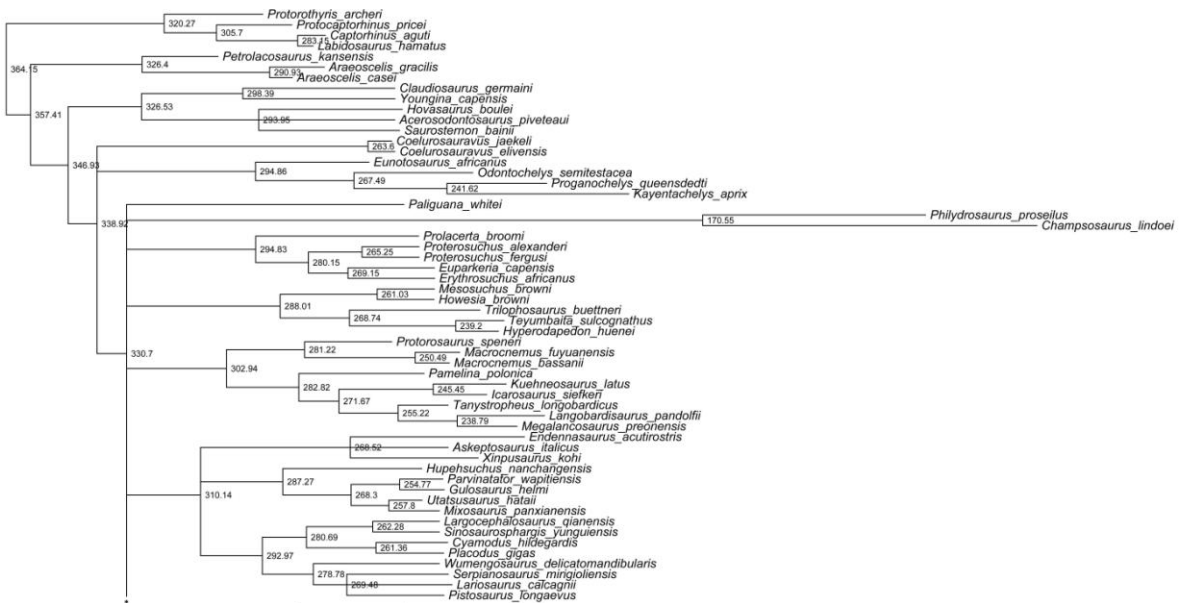 Protorothyris_archeri
320.27
Protocaptorhinus_pricei
305.7
Captorhinus_aguti
283.15
Labidosaurus_hamatus
364.15
Petrolacosaurus_kansensis
326.4
Araeoscelis_gracilis
290.93
Araeoscelis_casei
357.41
Claudiosaurus_germaini
298.39
Youngina_capensis
326.53
Hovasaurus_boulei
293.95
Acerosodontosaurus_piveteaui
Saurosternon_bainii
346.93
Coelurosauravus_jaekeli
263.6
Coelurosauravus_elivensis
Eunotosaurus_africanus
294.86
Odontochelys_semitestacea
267.49
Proganochelys_queensdedti
241.62
Kayentachelys_aprix
338.92
Paliguana_whitei
Philydrosaurus_proseilus
170.55
Champsosaurus_lindoei
Prolacerta_broomi
294.83
Proterosuchus_alexanderi
265.25
Proterosuchus_fergusi
280.15
Euparkeria_capensis
269.15
Erythrosuchus_africanus
Mesosuchus_browni
261.03
Howesia_browni
288.01
Trilophosaurus_buettneri
268.74
Teyumbaita_sulcognathus
239.2
Hyperodapedon_huenei
330.7
Protorosaurus_speneri
281.22
Macrocnemus_fuyuanensis
250.49
Macrocnemus_bassanii
302.94
Pamelina_polonica
282.82
Kuehneosaurus_latus
245.45
Icarosaurus_siefkeri
271.67
Tanystropheus_longobardicus
255.22
Langobardisaurus_pandolfii
238.79
Megalancosaurus_preonensis
Endennasaurus_acutirostris
268.52
Askeptosaurus_italicus
Xinpusaurus_kohi
310.14
Hupehsuchus_nanchangensis
287.27
Parvinatator_wapitiensis
254.77
Gulosaurus_helmi
268.3
Utatsusaurus_hataii
257.8
Mixosaurus_panxianensis
Largocephalosaurus_qianensis
262.28
Sinosaurosphargis_yunguiensis
280.69
Cyamodus_hildegardis
261.36
Placodus_gigas
292.97
Wumengosaurus_delicatomandibularis
278.78
Serpianosaurus_mirigioliensis
269.48
Lariosaurus_calcagnii
Pistosaurus_longaevus